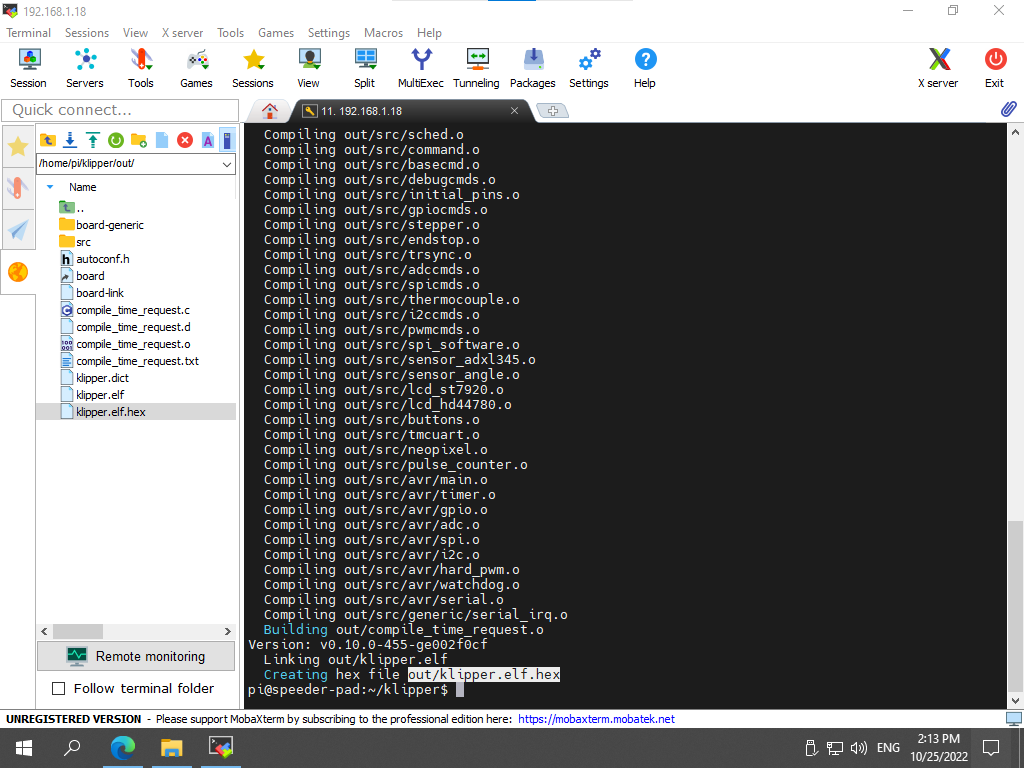 192.168.1.18
Terminal Sessions View X server Tools Games Settings Macros Help
Session Servers Tools Games Sessions View Split MultiExec Tunneling Packages Settings Help X server Exit
Quick connect...
11. 192.168.1.18
/home/pi/klipper/out/
Name
..
board-generic
src
autoconf.h
board
board-link
compile_time_request.c
compile_time_request.d
compile_time_request.o
compile_time_request.txt
klipper.dict
klipper.elf
klipper.elf.hex
Remote monitoring
Follow terminal folder
Compiling out/src/sched.o
Compiling out/src/command.o
Compiling out/src/basecmd.o
Compiling out/src/debugcmds.o
Compiling out/src/initial_pins.o
Compiling out/src/gpiocmds.o
Compiling out/src/stepper.o
Compiling out/src/endstop.o
Compiling out/src/trsync.o
Compiling out/src/adccmds.o
Compiling out/src/spicmds.o
Compiling out/src/thermocouple.o
Compiling out/src/i2ccmds.o
Compiling out/src/pwmcmds.o
Compiling out/src/spi_software.o
Compiling out/src/sensor_adxl345.o
Compiling out/src/sensor_angle.o
Compiling out/src/lcd_st7920.o
Compiling out/src/lcd_hd44780.o
Compiling out/src/buttons.o
Compiling out/src/tmcuart.o
Compiling out/src/neopixel.o
Compiling out/src/pulse_counter.o
Compiling out/src/avr/main.o
Compiling out/src/avr/timer.o
Compiling out/src/avr/gpio.o
Compiling out/src/avr/adc.o
Compiling out/src/avr/spi.o
Compiling out/src/avr/i2c.o
Compiling out/src/avr/hard_pwm.o
Compiling out/src/avr/watchdog.o
Compiling out/src/avr/serial.o
Compiling out/src/generic/serial_irq.o
Building out/compile_time_request.o
Version: v0.10.0-455-ge002f0cf
Linking out/klipper.elf
Creating hex file out/klipper.elf.hex
pi@speeder-pad:~/klipper$
UNREGISTERED VERSION - Please support MobaXterm by subscribing to the professional edition here: https://mobaxterm.mobatek.net
ENG
2:13 PM
10/25/2022